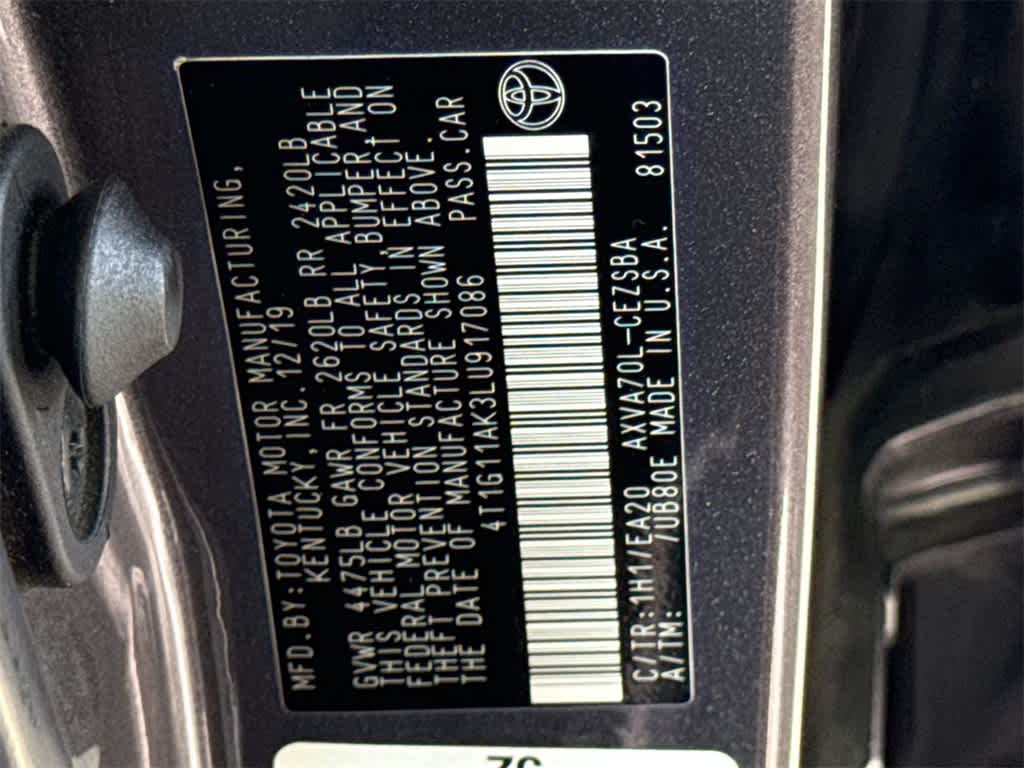 MFD.BY:TOYOTA MOTOR MANUFACTURING,
KENTUCKY, INC. 12/19
GVWR 4475LB GAWR FR 2620LB RR 2420LB
THIS VEHICLE CONFORMS TO ALL APPLICABLE
FEDERAL MOTOR VEHICLE SAFETY, BUMPER, AND
THEFT PREVENTION STANDARDS IN EFFECT ON
THE DATE OF MANUFACTURE SHOWN ABOVE.
4T1G11AK3LU917086 PASS.CAR
C/TR:1H1/EA20 AXVA70L-CEZSBA
A/TM: /UB80E MADE IN U.S.A. 81503